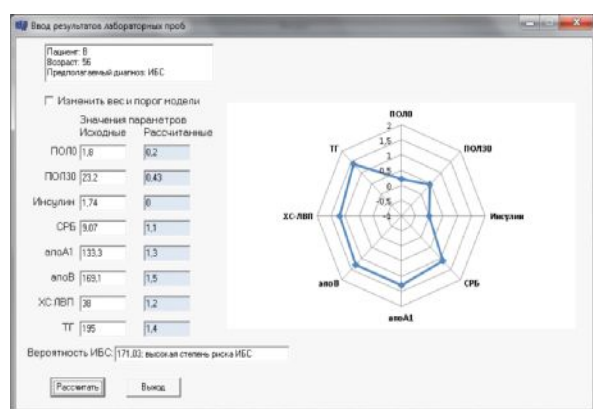 Ввод результатов лабораторных проб
Пациент: В
Возраст: 56
Предполагаемый диагноз: ИБС
Изменить вес и порог модели
Значения параметров
Исходные Рассчитанные
ПОЛ0 1,8 0,2
ПОЛ30 23,2 0,43
Инсулин 1,74 0
СРБ 9,07 1,1
апоА1 133,3 1,3
апоВ 169,1 1,5
ХС-ЛВП 38 1,2
ТГ 195 1,4
Вероятность ИБС: 171,03; высокая степень риска ИБС
Рассчитать Выход
ПОЛ0
2
1,5
1
0,5
0
-0,5
-1
ПОЛ30
Инсулин
СРБ
апоА1
апоВ
ХС-ЛВП
ТГ